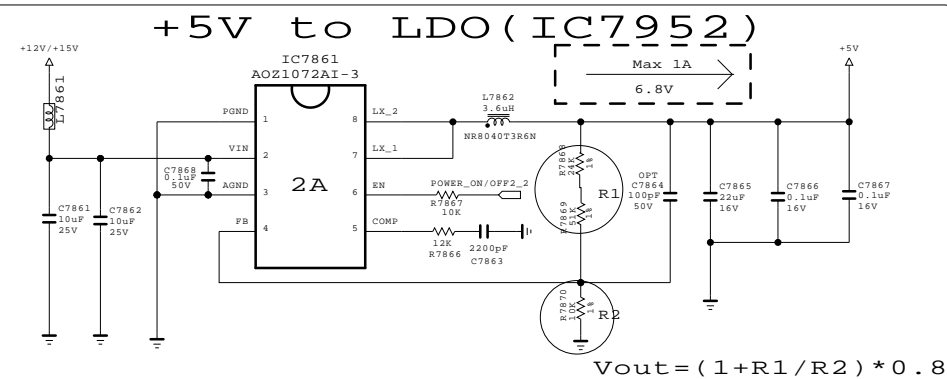 +5V to LDO(IC7952)
+12V/+15V
L7861
IC7861
AOZ1072AI-3
Max 1A
6.8V
+5V
PGND
1
8
LX_2
L7862
3.6uH
NR8040T3R6N
VIN
2
7
LX_1
C7868
0.1uF
50V
AGND
3
2A
6
EN
POWER_ON/OFF2_2
R7867
10K
FB
4
5
COMP
12K
R7866
2200pF
C7863
C7861
10uF
25V
C7862
10uF
25V
R7868
24K
1%
R7869
51K
1%
R1
OPT
C7864
100pF
50V
C7865
22uF
16V
C7866
0.1uF
16V
C7867
0.1uF
16V
R7870
10K
1%
R2
Vout=(1+R1/R2)*0.8